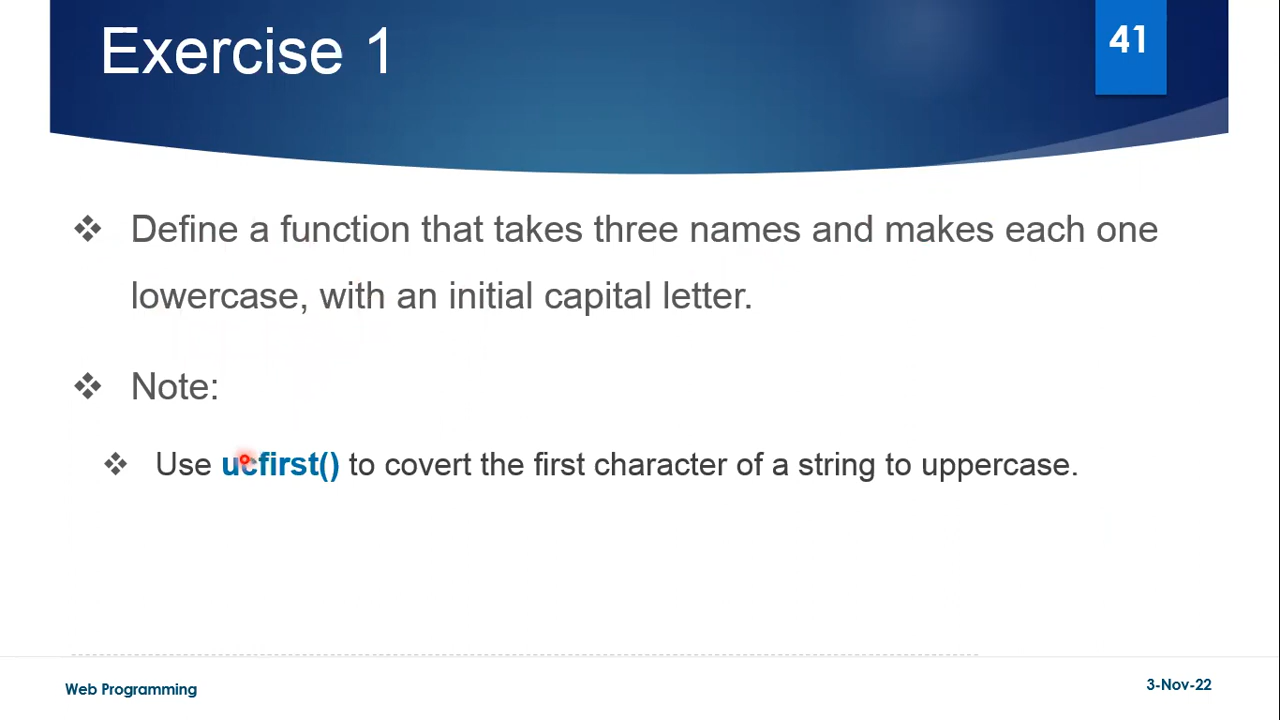 Exercise 1
41
Define a function that takes three names and makes each one
lowercase, with an initial capital letter.
Note:
Use ucfirst() to covert the first character of a string to uppercase.
Web Programming
3-Nov-22